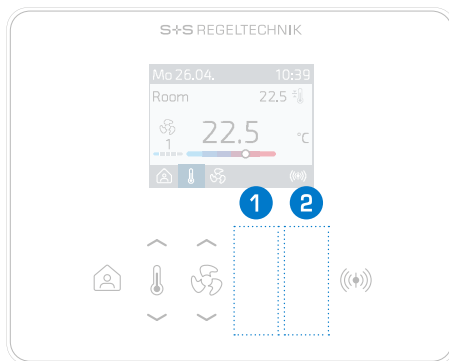 S+S REGELTECHNIK
Mo 26.04. 10:39
Room 22.5
22.5 °C
1
1 2